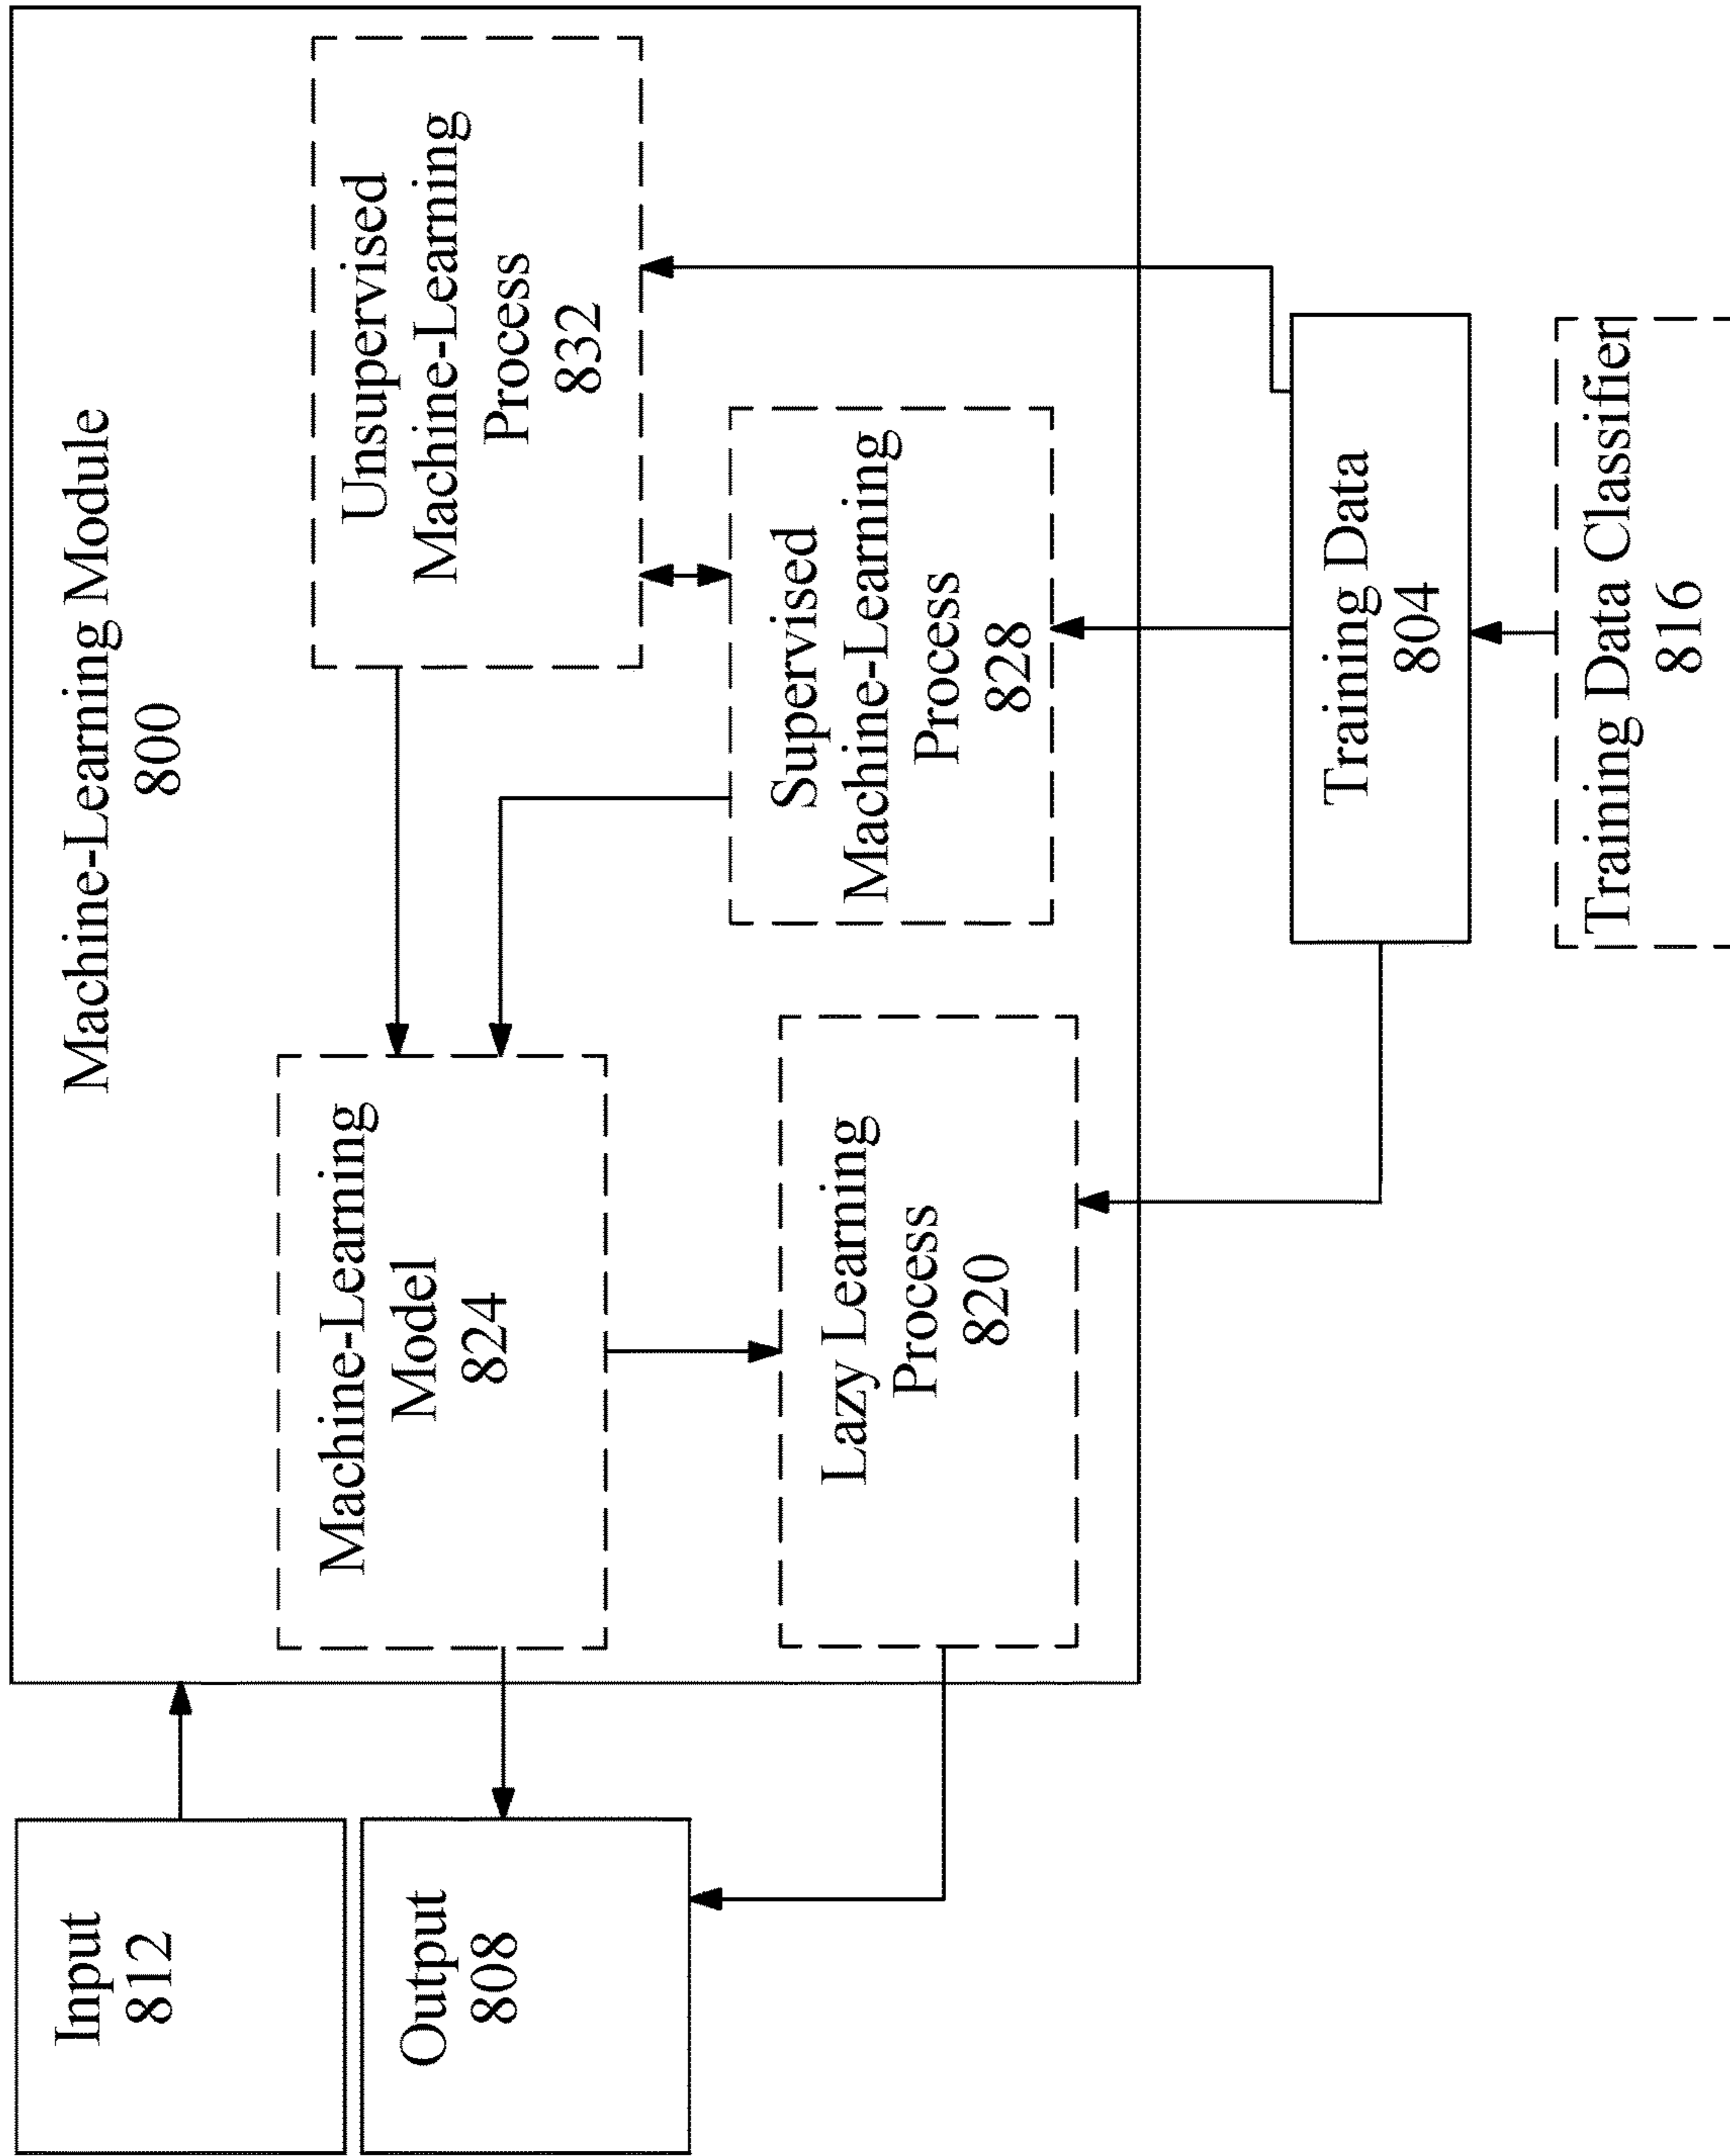 Machine-Learning Module
800
Input
812
Output
808
Machine-Learning
Model
824
Unsupervised
Machine-Learning
Process
832
Lazy Learning
Process
820
Supervised
Machine-Learning
Process
828
Training Data
804
Training Data Classifier
816